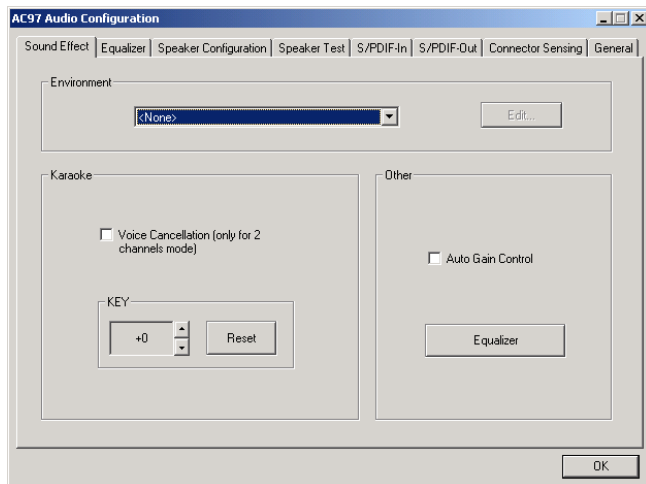 AC97 Audio Configuration
Sound Effect Equalizer Speaker Configuration Speaker Test S/PDIF-In S/PDIF-Out Connector Sensing General
Environment
<None> Edit...
Karaoke
Voice Cancellation (only for 2
channels mode)
KEY
+0 Reset
Other
Auto Gain Control
Equalizer
OK